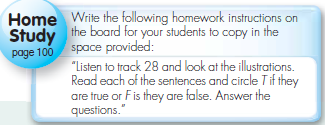 Home
Study
page 100
Write the following homework instructions on
the board for your students to copy in the
space provided:
"Listen to track 28 and look at the illustrations.
Read each of the sentences and circle T if they
are true or F is they are false. Answer the
questions."